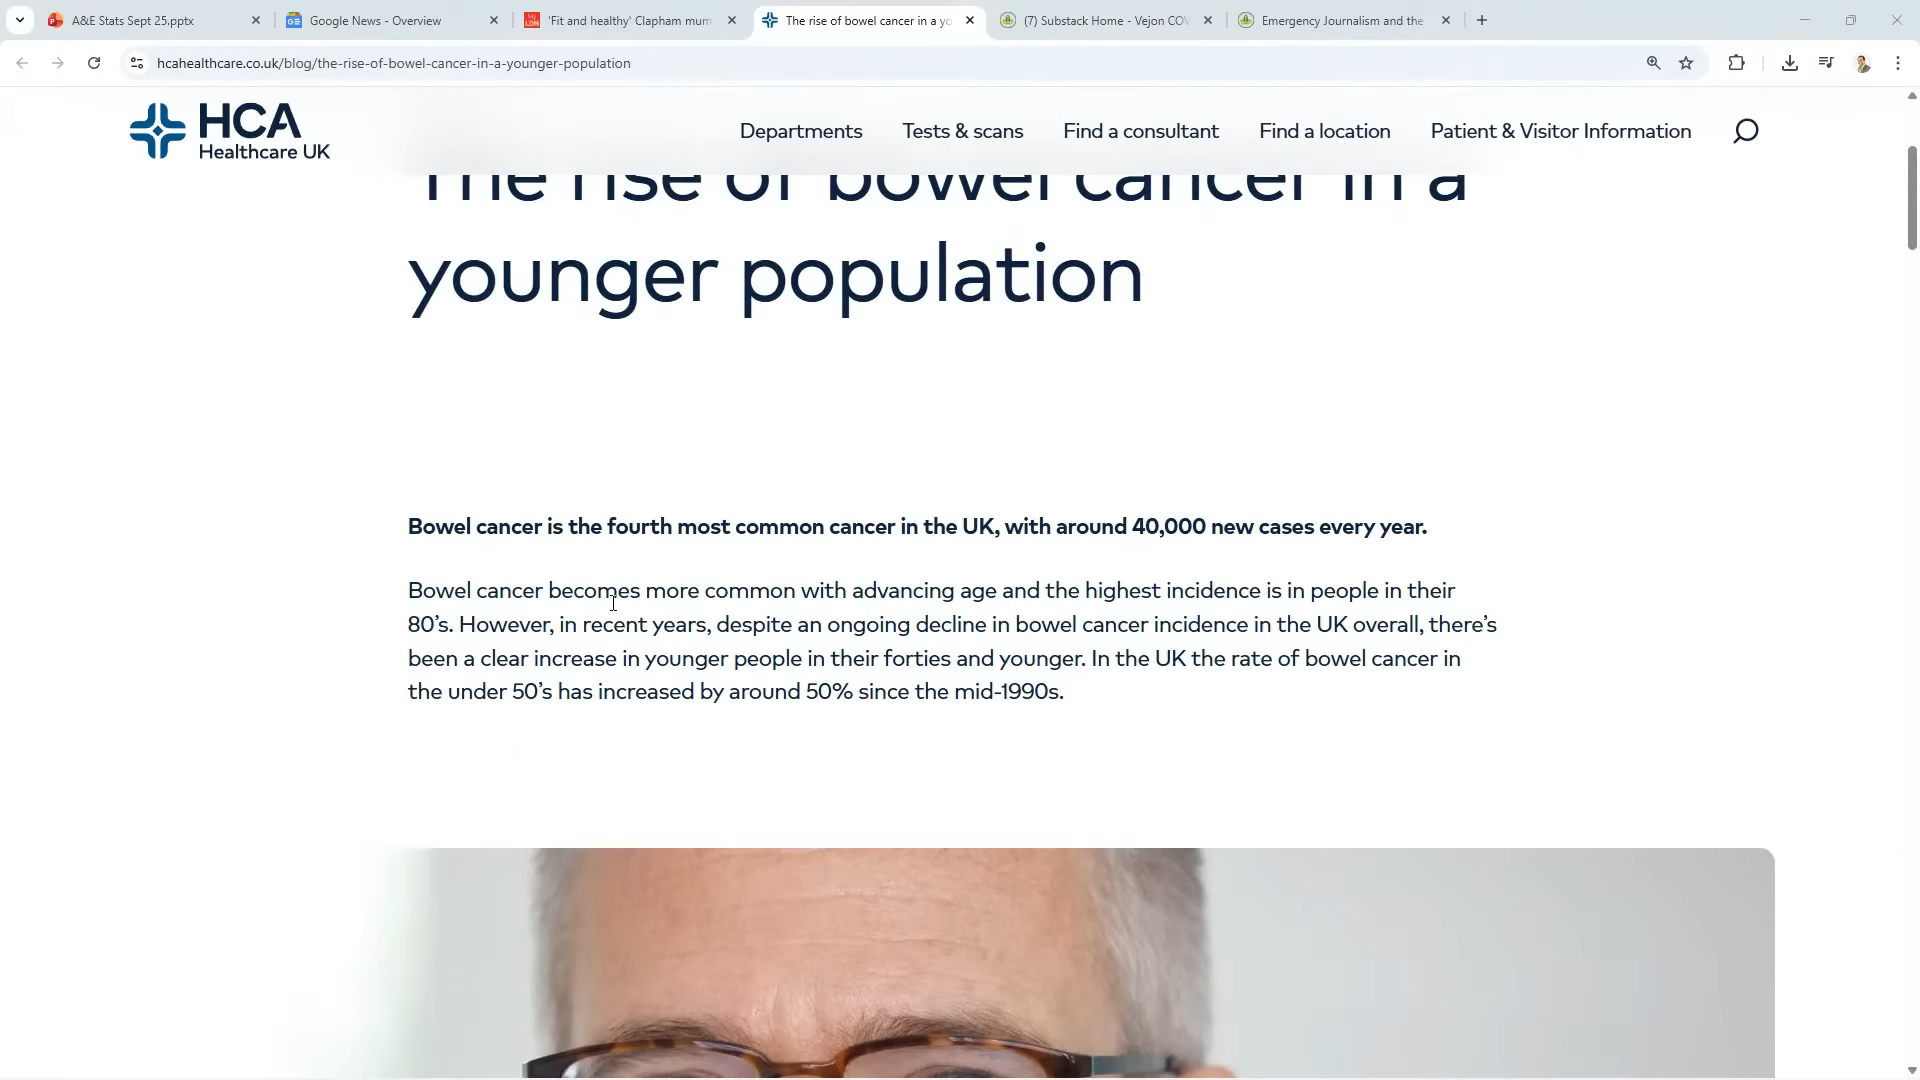 A&E Stats Sept 25.pptx
Google News - Overview
'Fit and healthy' Clapham mum
The rise of bowel cancer in a yo
(7) Substack Home - Vejon COV
Emergency Journalism and the
hcahealthcare.co.uk/blog/the-rise-of-bowel-cancer-in-a-younger-population
HCA
Healthcare UK
Departments
Tests & scans
Find a consultant
Find a location
Patient & Visitor Information
The rise of bowel cancer in a
younger population
Bowel cancer is the fourth most common cancer in the UK, with around 40,000 new cases every year.
Bowel cancer becomes more common with advancing age and the highest incidence is in people in their
80's. However, in recent years, despite an ongoing decline in bowel cancer incidence in the UK overall, there's
been a clear increase in younger people in their forties and younger. In the UK the rate of bowel cancer in
the under 50's has increased by around 50% since the mid-1990s.